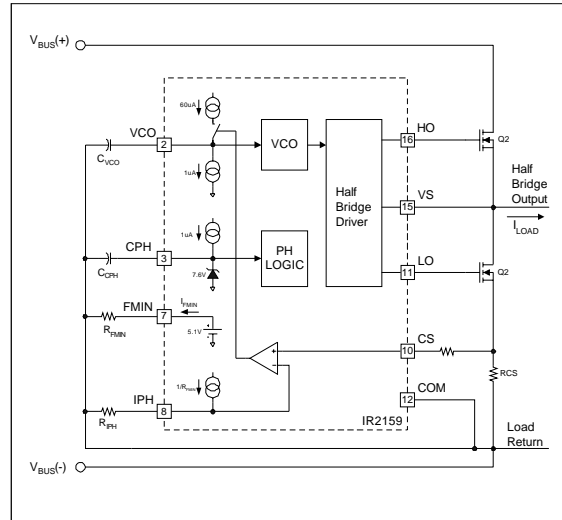 VBUS(+)
60uA
VCO
2
CVCO
VCO
1uA
HO
16
Q2
Half
Bridge
Output
VS
15
Half
Bridge
Driver
ILOAD
1uA
CPH
3
CCPH
PH
LOGIC
7.6V
LO
11
Q2
FMIN
7
IFMIN
RFMIN
5.1V
CS
10
+
-
RCS
1/RFMIN
COM
12
IPH
8
RIPH
IR2159
Load
Return
VBUS(-)